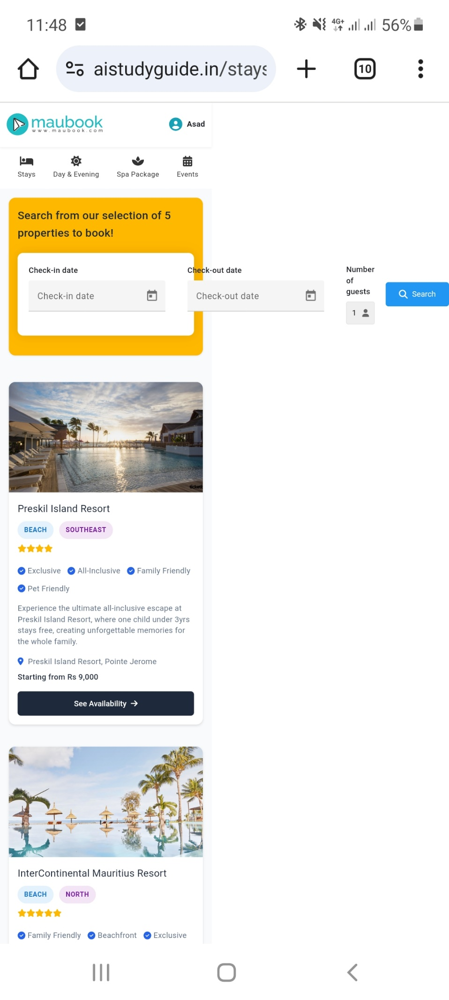 11:48
4G+
56%
aistudyguide.in/stays
10
maubook
www.maubook.com
Asad
Stays
Day & Evening
Spa Package
Events
Search from our selection of 5
properties to book!
Check-in date
Check-in date
Check-out date
Check-out date
Number
of
guests
1
Search
Preskil Island Resort
BEACH
SOUTHEAST
Exclusive
All-Inclusive
Family Friendly
Pet Friendly
Experience the ultimate all-inclusive escape at
Preskil Island Resort, where one child under 3yrs
stays free, creating unforgettable memories for
the whole family.
Preskil Island Resort, Pointe Jerome
Starting from Rs 9,000
See Availability →
InterContinental Mauritius Resort
BEACH
NORTH
Family Friendly
Beachfront
Exclusive